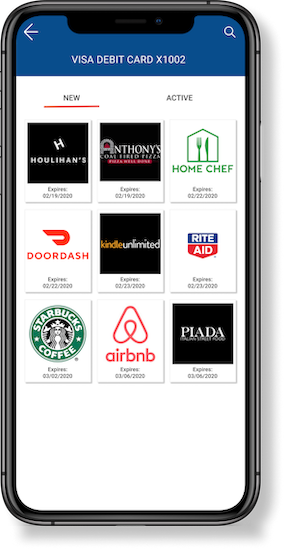 VISA DEBIT CARD X1002
NEW
ACTIVE
H
HOULIHAN'S
Expires:
02/19/2020
ANTHONY'S
COAL FIRED PIZZA
PIZZA WELL DONE
Expires:
02/19/2020
HOME CHEF
Expires:
02/22/2020
DOORDASH
Expires:
02/22/2020
kindleunlimited
Expires:
02/23/2020
RITE
AID
Expires:
02/23/2020
STARBUCKS
COFFEE
Expires:
03/02/2020
airbnb
Expires:
03/06/2020
PIADA
ITALIAN STREET FOOD
Expires:
03/06/2020